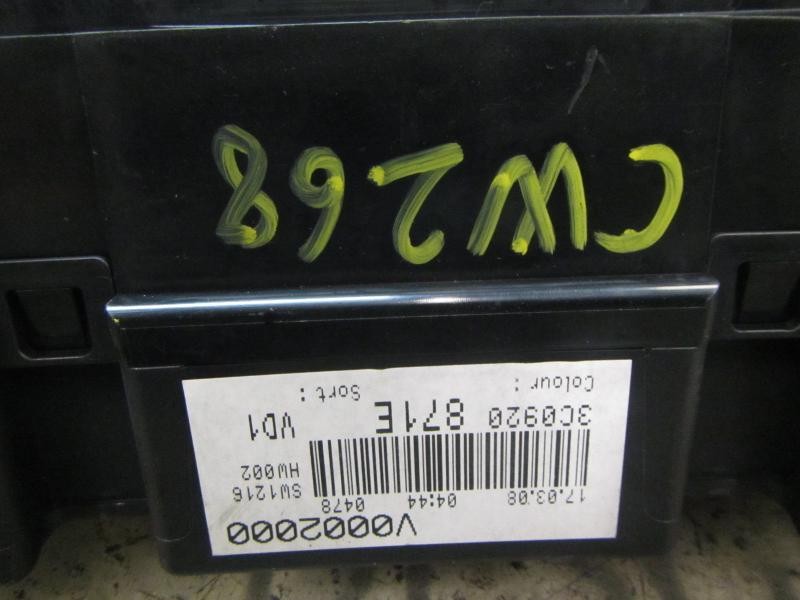 V0002000
17.03.08 04:44 0478 SW1216
HW002
3C0920 871E VD1
Colour : Sort :
CW268